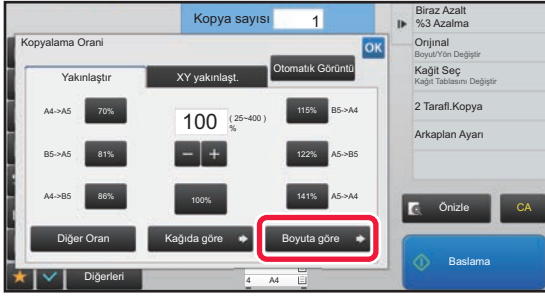 Kopya sayısı 1
Kopyalama Orani
OK
Yakınlaştır
XY yakınlaşt.
Otomatık Görüntü
A4->A5 70%
100 (25~400) %
115% B5->A4
B5->A5 81%
− +
122% A5->B5
A4->B5 86%
100%
141% A5->A4
Diğer Oran
Kağıda göre
Boyuta göre
Diğerleri
4 A4
Biraz Azalt
%3 Azalma
Orijinal
Boyut/Yön Değiştir
Kağit Seç
Kağıt Tablasını Değiştir
2 Tarafl.Kopya
Arkaplan Ayarı
Önizle
CA
Baslama